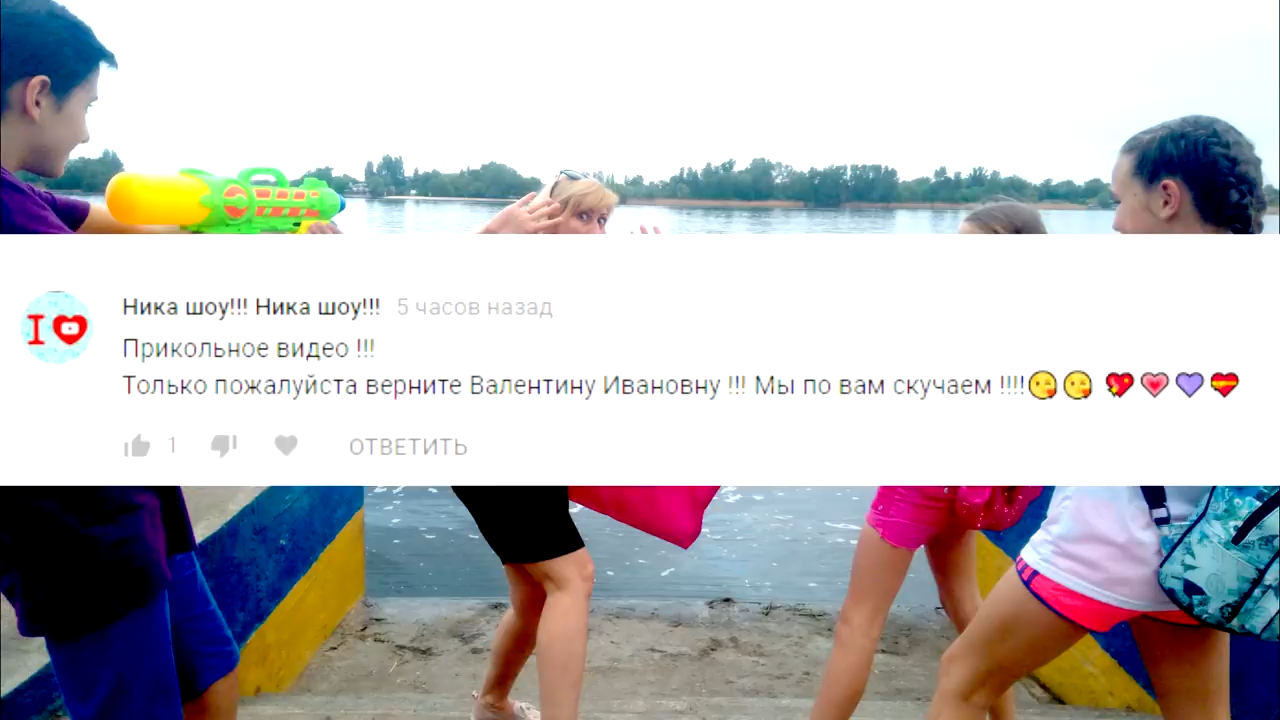 I
Ника шоу!!! Ника шоу!!! 5 часов назад
Прикольное видео !!!
Только пожалуйста верните Валентину Ивановну !!! Мы по вам скучаем !!!!😘😘 💖💗💜💝
1
ОТВЕТИТЬ